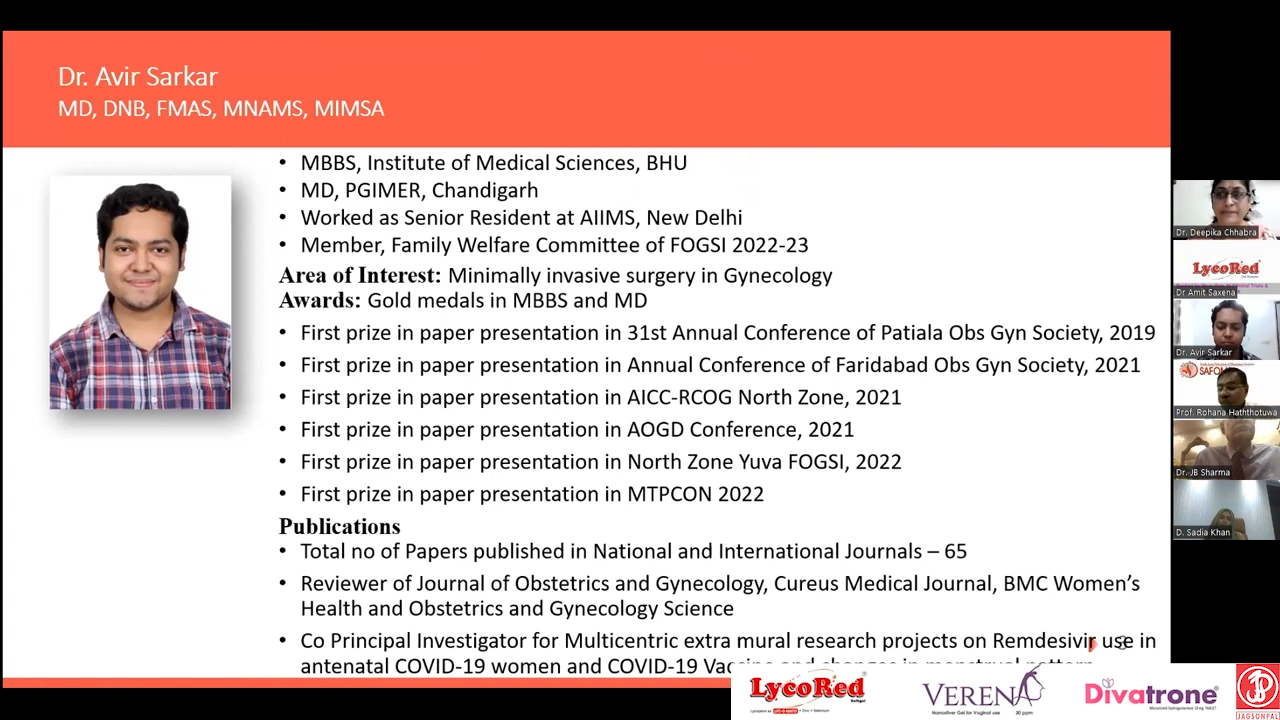 Dr. Avir Sarkar
MD, DNB, FMAS, MNAMS, MIMSA
• MBBS, Institute of Medical Sciences, BHU
• MD, PGIMER, Chandigarh
• Worked as Senior Resident at AIIMS, New Delhi
• Member, Family Welfare Committee of FOGSI 2022-23
Area of Interest: Minimally invasive surgery in Gynecology
Awards: Gold medals in MBBS and MD
• First prize in paper presentation in 31st Annual Conference of Patiala Obs Gyn Society, 2019
• First prize in paper presentation in Annual Conference of Faridabad Obs Gyn Society, 2021
• First prize in paper presentation in AICC-RCOG North Zone, 2021
• First prize in paper presentation in AOGD Conference, 2021
• First prize in paper presentation in North Zone Yuva FOGSI, 2022
• First prize in paper presentation in MTPCON 2022
Publications
• Total no of Papers published in National and International Journals – 65
• Reviewer of Journal of Obstetrics and Gynecology, Cureus Medical Journal, BMC Women's
Health and Obstetrics and Gynecology Science
• Co Principal Investigator for Multicentric extra mural research projects on Remdesivir use in
antenatal COVID-19 women and COVID-19 Vaccine and changes in menstrual pattern
Dr. Deepika Chhabra
LycoRed
Dr Amit Saxena
Dr. Avir Sarkar
Prof. Rohana Haththotuwa
Dr. JB Sharma
D. Sadia Khan
LycoRed
Softgel
VERENA
Nanosilver Gel for Vaginal use 30 ppm
Divatrone
JAGSONPAL